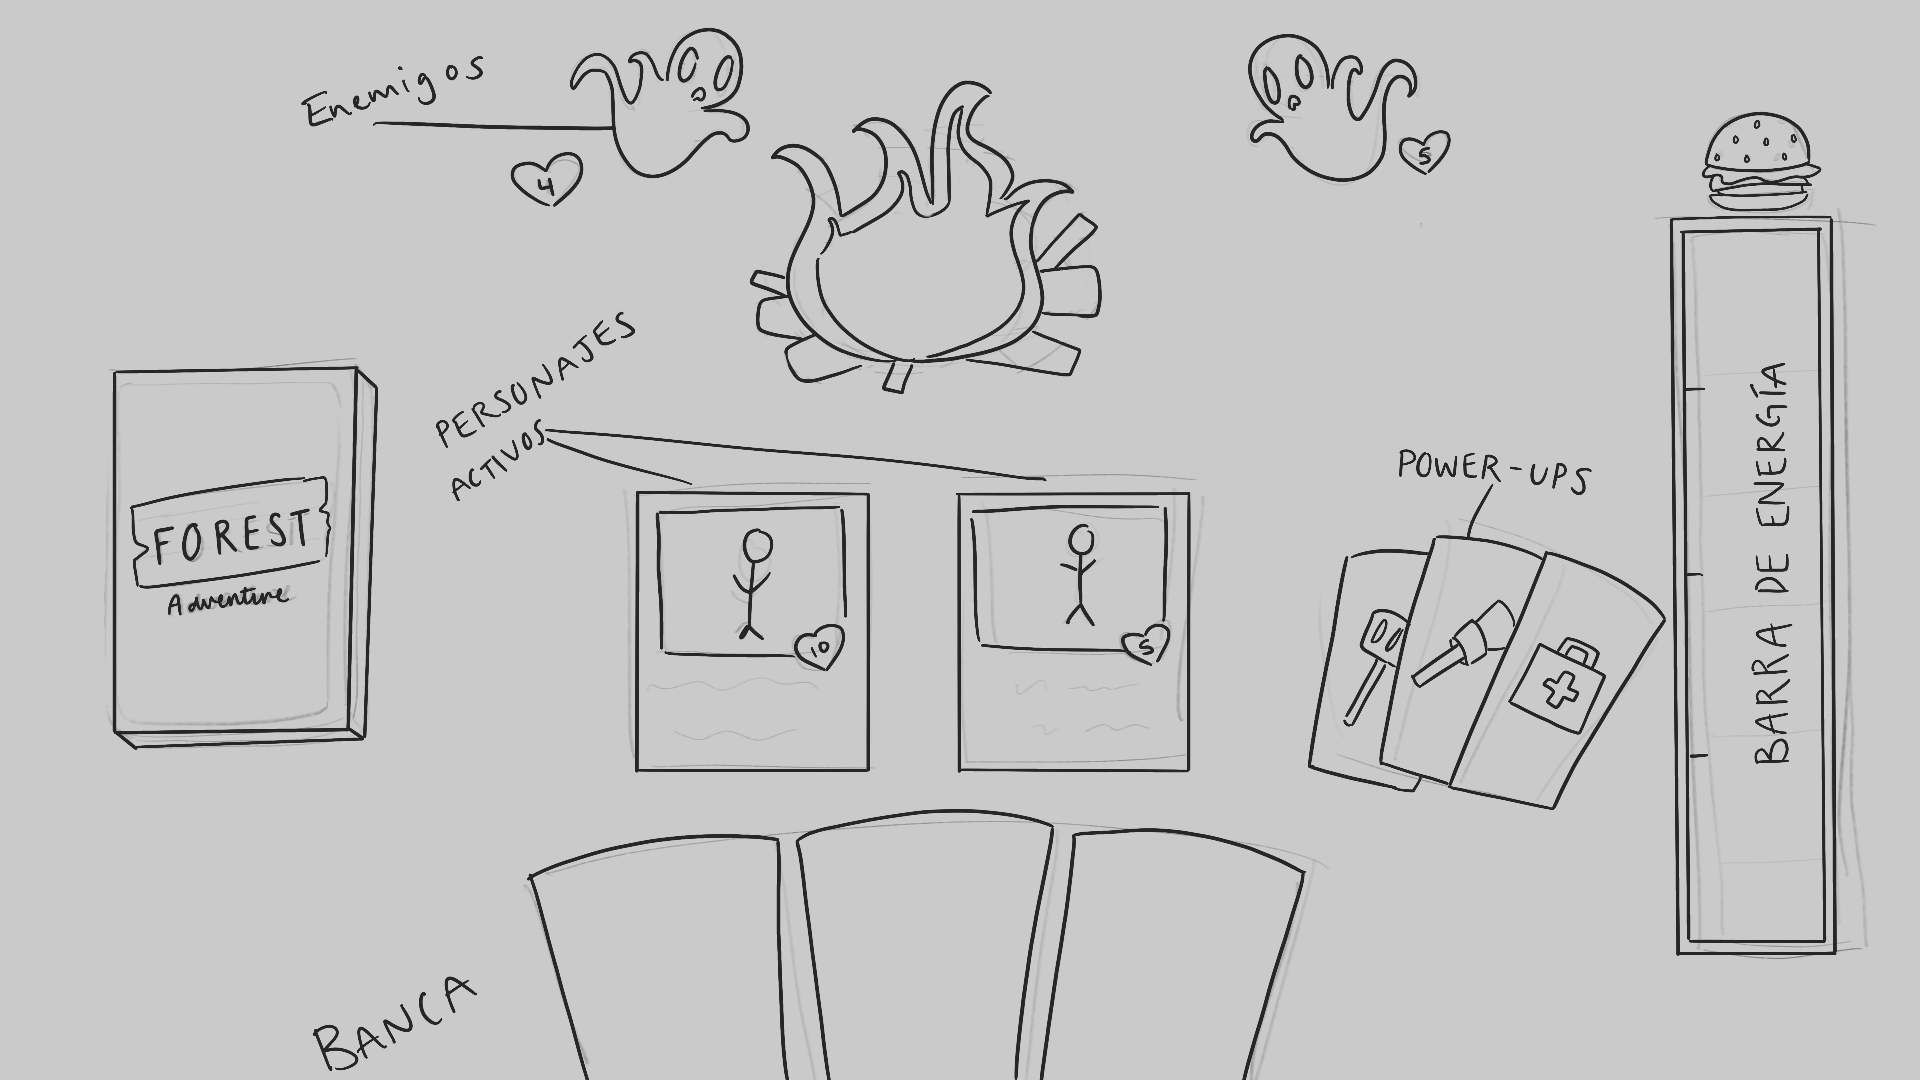 Enemigos
4
5
PERSONAJES
ACTIVOS
FOREST
Adventure
10
5
POWER-UPS
BARRA DE ENERGÍA
BANCA